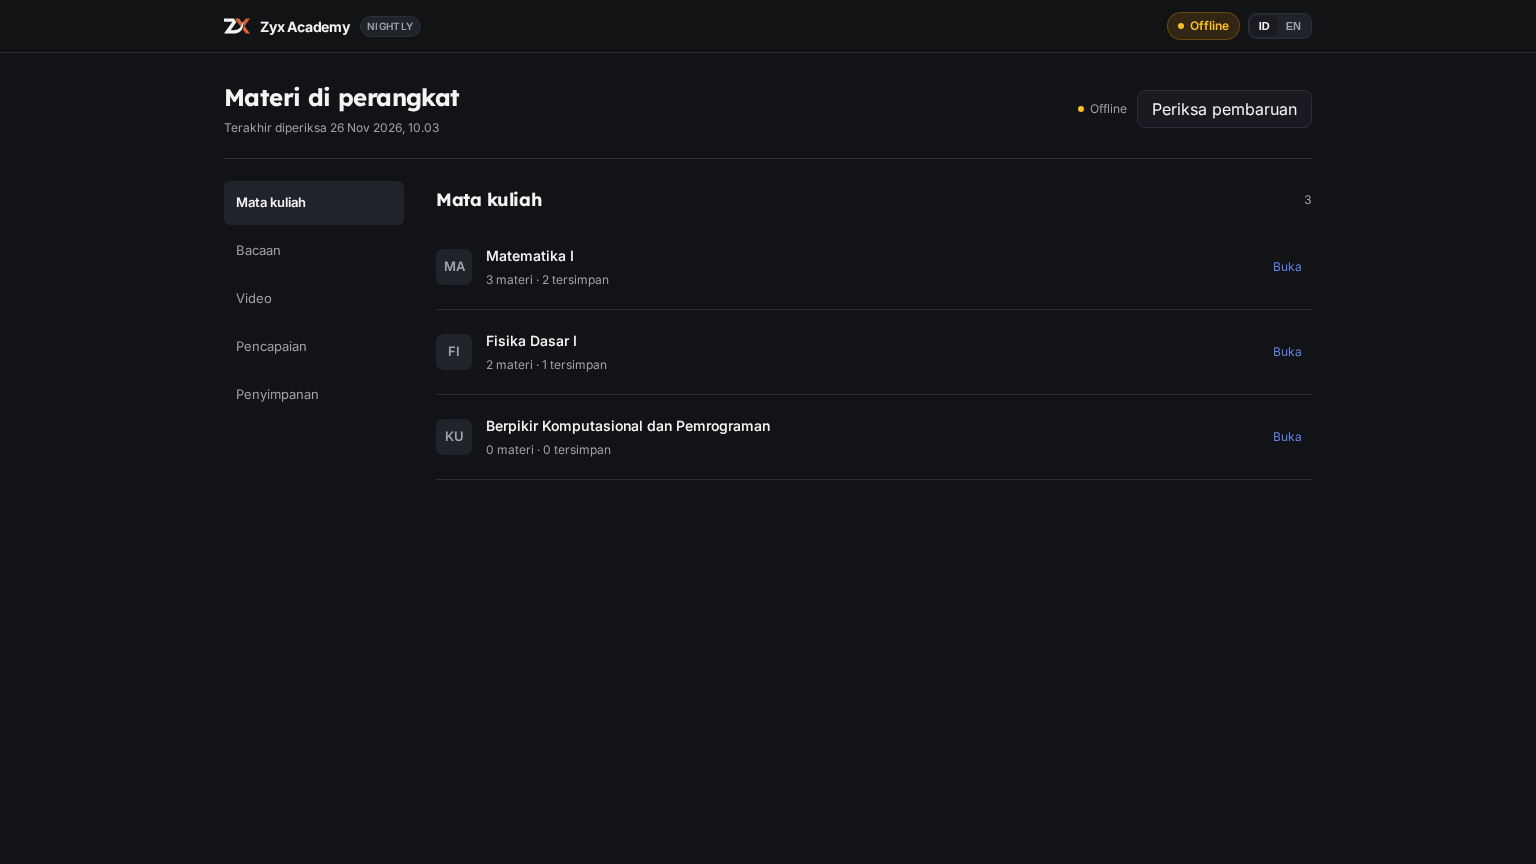 ZX Zyx Academy NIGHTLY
Offline ID EN
Materi di perangkat
Terakhir diperiksa 26 Nov 2026, 10.03
Offline Periksa pembaruan
Mata kuliah
Bacaan
Video
Pencapaian
Penyimpanan
Mata kuliah 3
MA Matematika I
3 materi · 2 tersimpan
Buka
FI Fisika Dasar I
2 materi · 1 tersimpan
Buka
KU Berpikir Komputasional dan Pemrograman
0 materi · 0 tersimpan
Buka